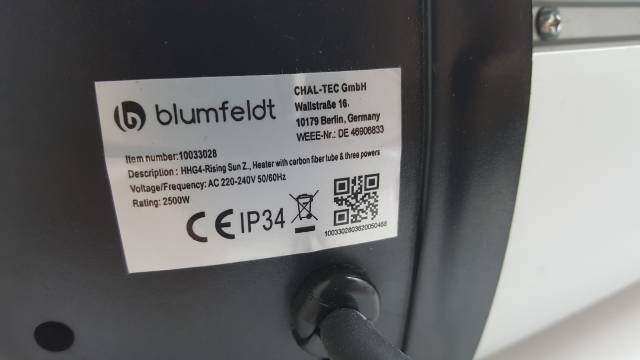 blumfeldt
CHAL-TEC GmbH
Wallstraße 16.
10179 Berlin, Germany
WEEE-Nr.: DE 46906833
Item number:10033028
Description : HHG4-Rising Sun Z., Heater with carbon fiber tube & three powers
Voltage/Frequency: AC 220-240V 50/60Hz
Rating: 2500W
CE IP34
1003302803620050468